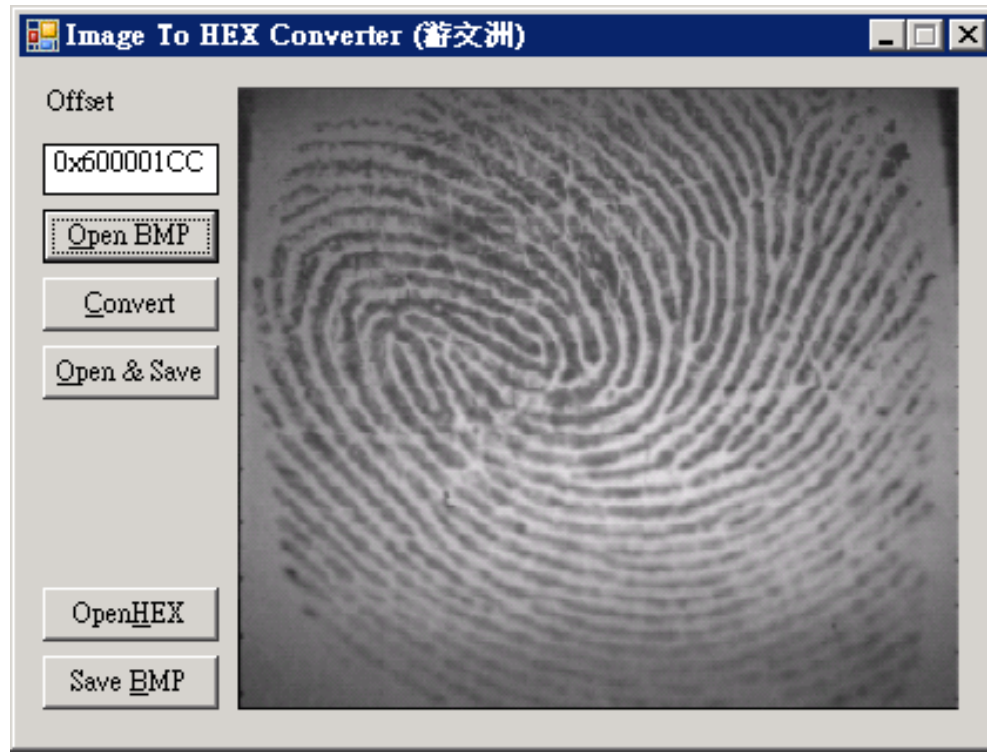 Image To HEX Converter (游文洲)
Offset
0x600001CC
Open BMP
Convert
Open & Save
OpenHEX
Save BMP